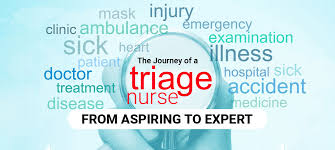 mask injury
clinic ambulance emergency
examination
sick heart illness
patient The Journey of a
doctor triage hospital sick
treatment nurse accident
disease medicine
FROM ASPIRING TO EXPERT